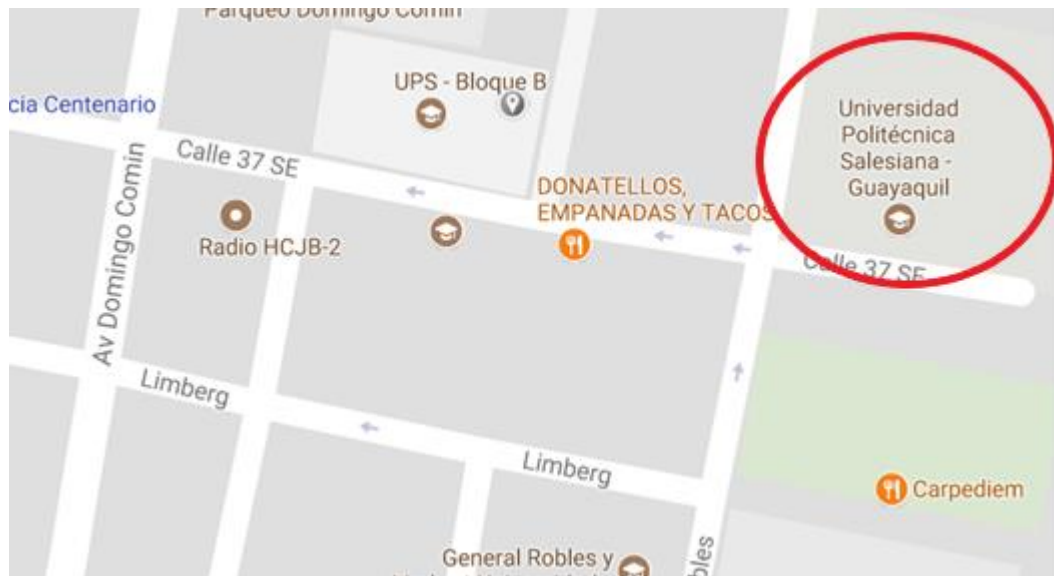 Parqueo Domingo Comin
UPS - Bloque B
cia Centenario
Calle 37 SE
Universidad
Politécnica
Salesiana -
Guayaquil
DONATELLOS,
EMPANADAS Y TACOS
Radio HCJB-2
Calle 37 SE
Av Domingo Comin
Limberg
Limberg
Carpediem
General Robles y
bles